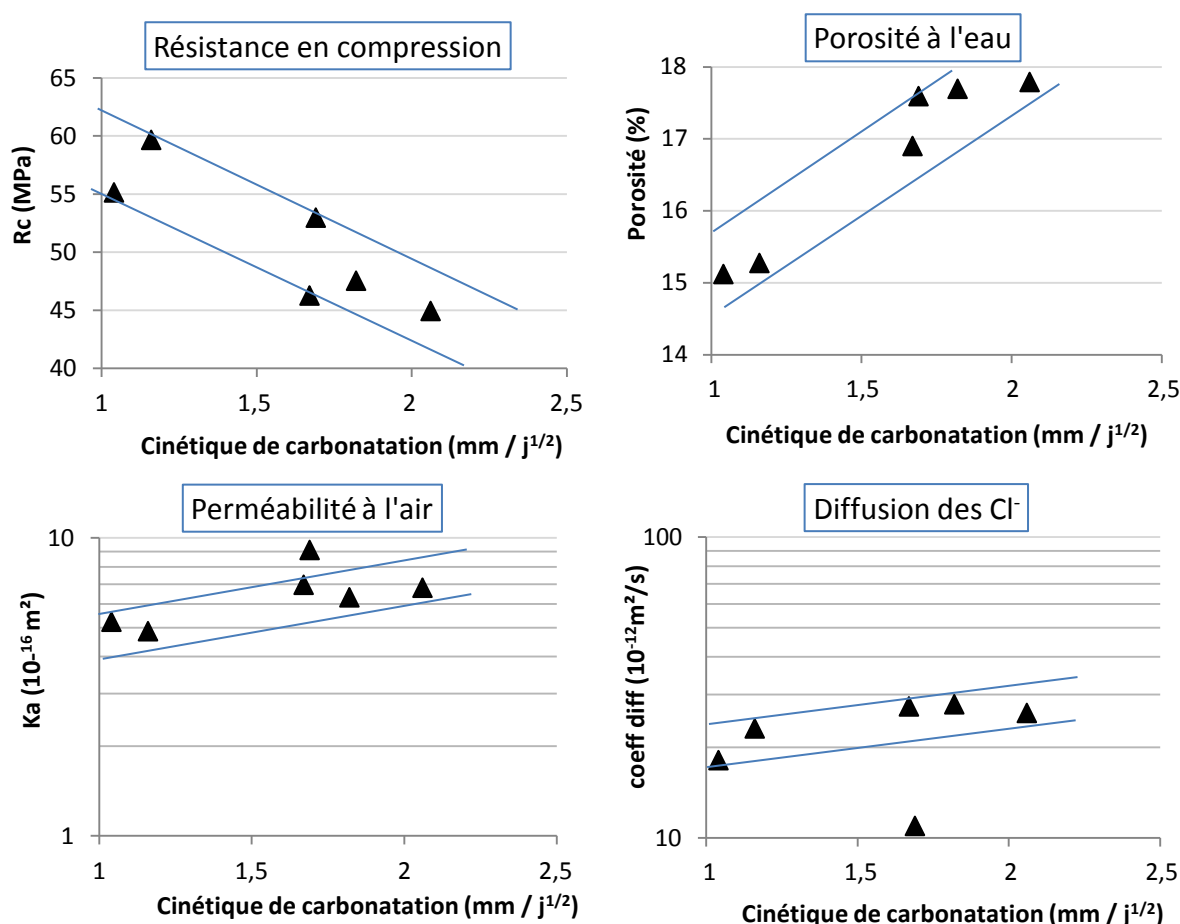 Résistance en compression
65
60
55
50
45
40
Rc (MPa)
1 1,5 2 2,5
Cinétique de carbonatation (mm / j1/2)
Porosité à l'eau
18
17
16
15
14
Porosité (%)
1 1,5 2 2,5
Cinétique de carbonatation (mm / j1/2)
Perméabilité à l'air
10
1
Ka (10-16 m²)
1 1,5 2 2,5
Cinétique de carbonatation (mm / j1/2)
Diffusion des Cl-
100
10
coeff diff (10-12m²/s)
1 1,5 2 2,5
Cinétique de carbonatation (mm / j1/2)